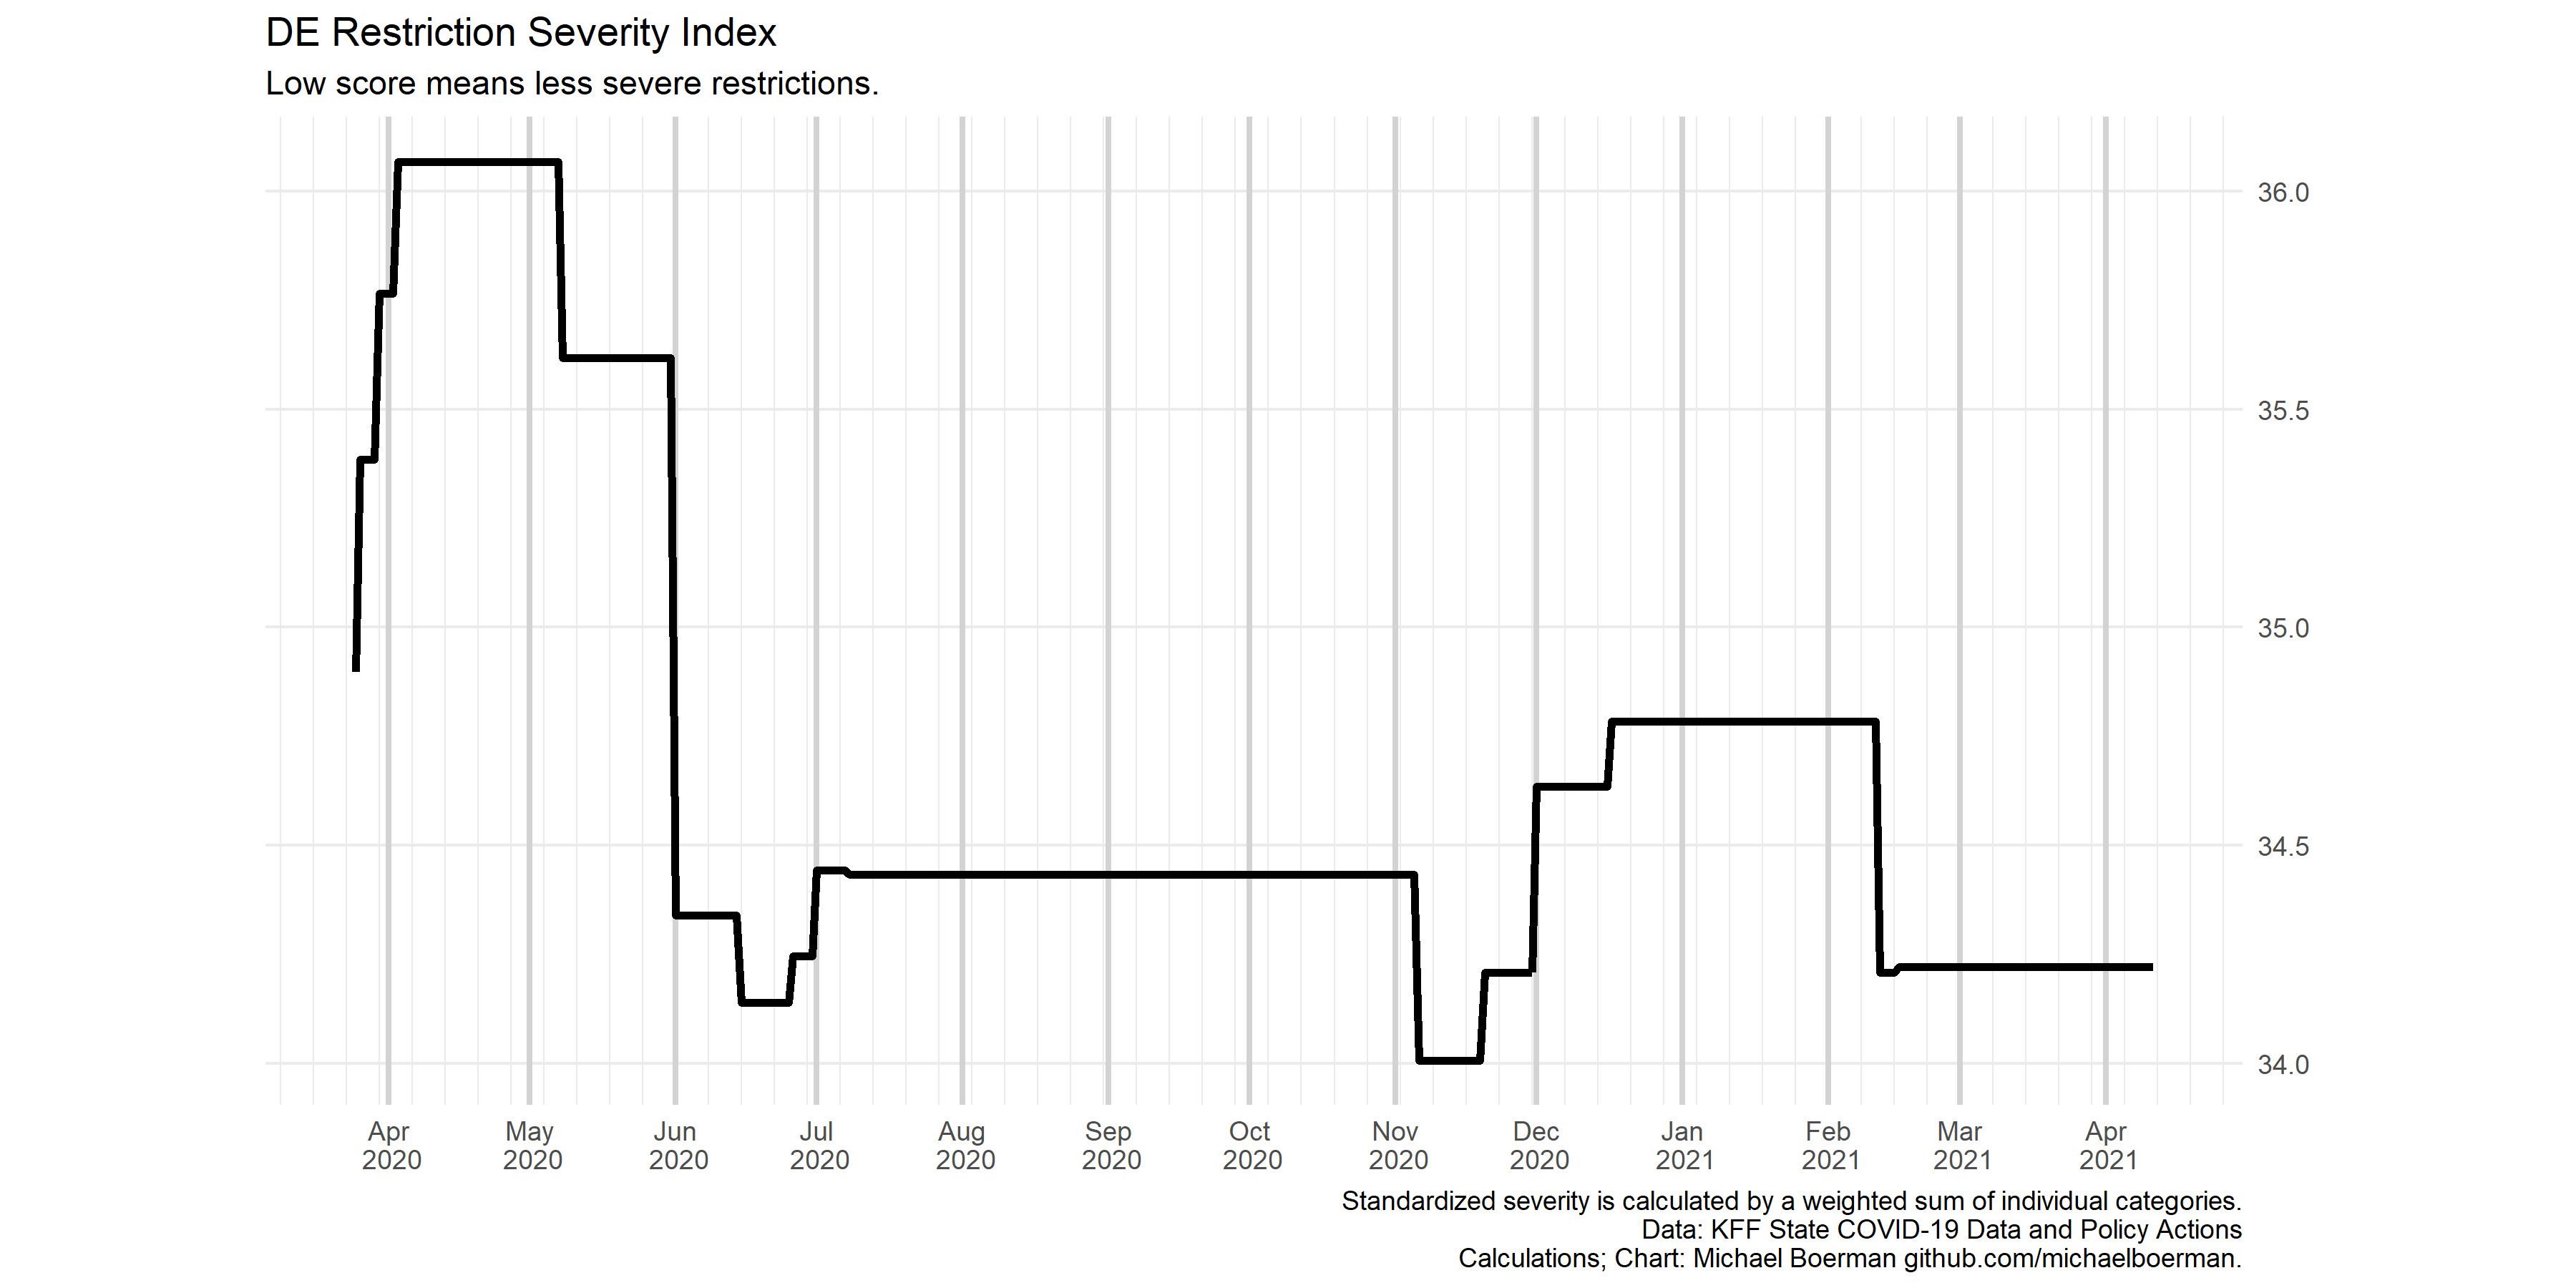 DE Restriction Severity Index
Low score means less severe restrictions.
36.0
35.5
35.0
34.5
34.0
Apr 2020
May 2020
Jun 2020
Jul 2020
Aug 2020
Sep 2020
Oct 2020
Nov 2020
Dec 2020
Jan 2021
Feb 2021
Mar 2021
Apr 2021
Standardized severity is calculated by a weighted sum of individual categories.
Data: KFF State COVID-19 Data and Policy Actions
Calculations; Chart: Michael Boerman github.com/michaelboerman.